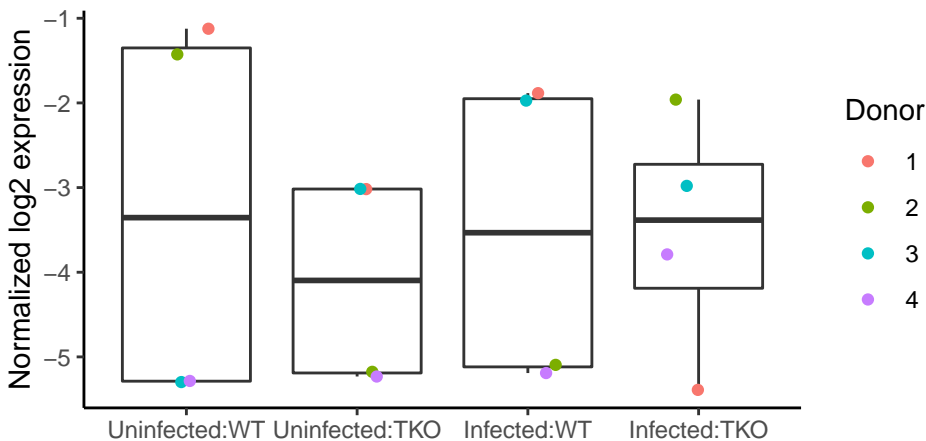 Normalized log2 expression
−1
−2
−3
−4
−5
Uninfected:WT
Uninfected:TKO
Infected:WT
Infected:TKO
Donor
1
2
3
4